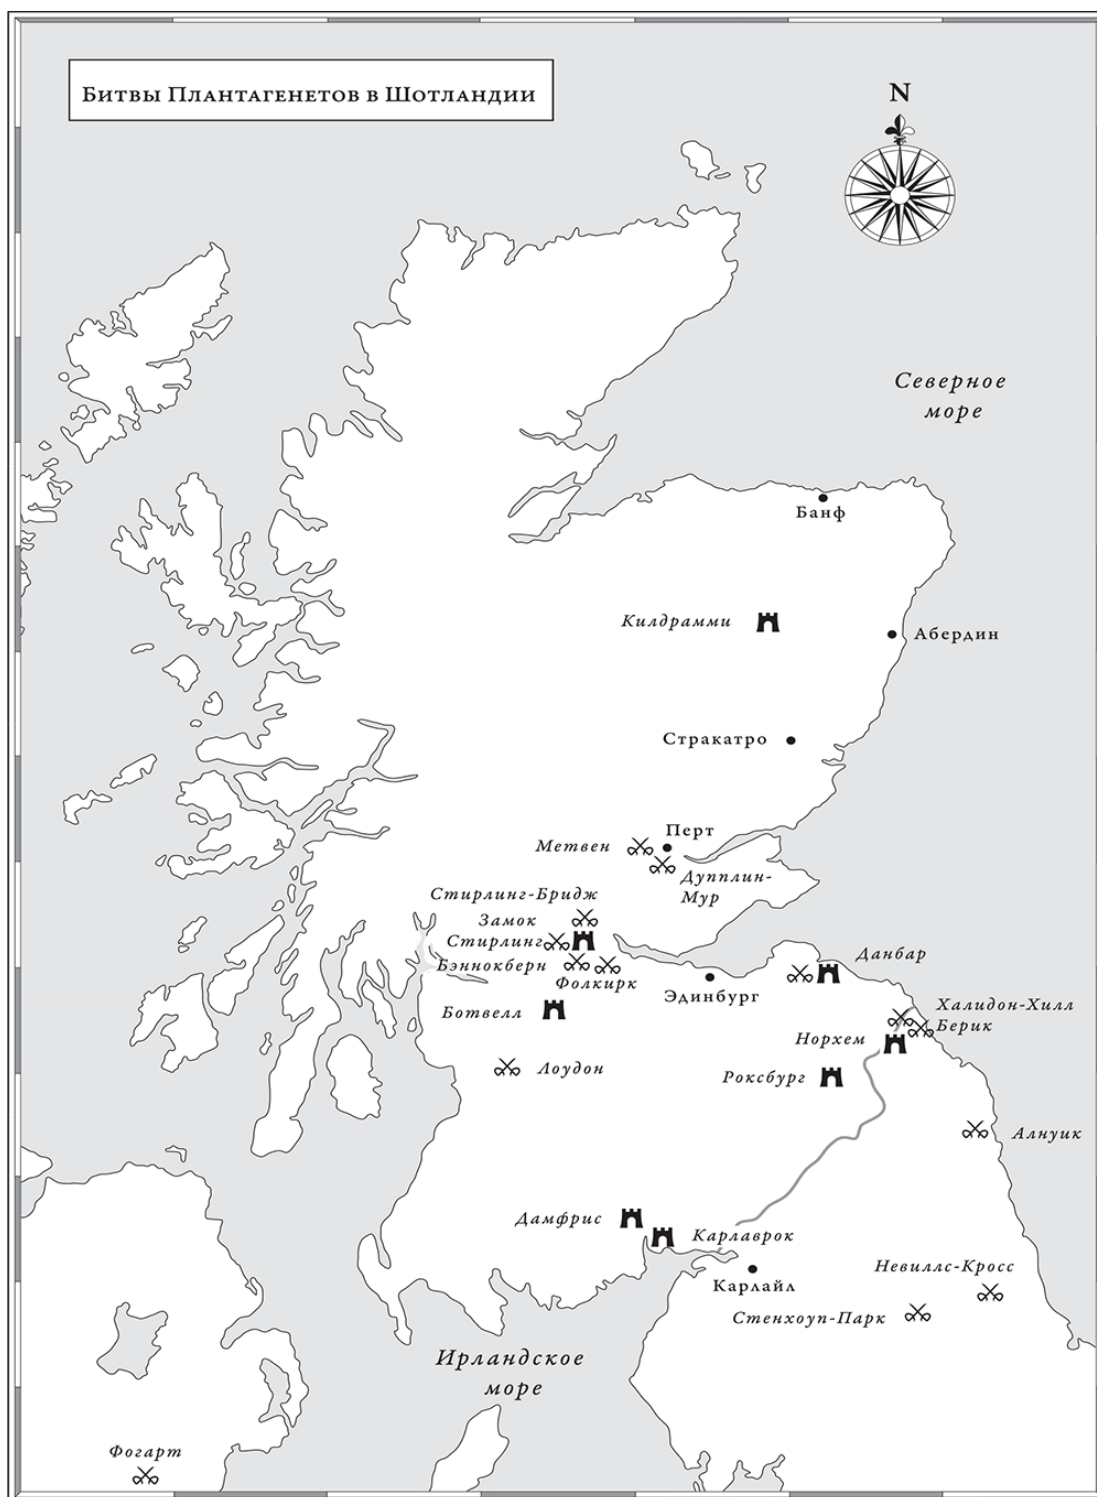 Битвы Плантагенетов в Шотландии
N
Северное
море
Банф
Килдрамми
Абердин
Стракатро
Перт
Метвен
Дупплин-
Мур
Стирлинг-Бридж
Замок
Стирлинг
Бэннокберн
Фолкирк
Данбар
Эдинбург
Халидон-Хилл
Берик
Ботвелл
Норхем
Лоудон
Роксбург
Алнуик
Дамфрис
Карлаврок
Невиллс-Кросс
Карлайл
Стенхоуп-Парк
Ирландское
море
Фогарт